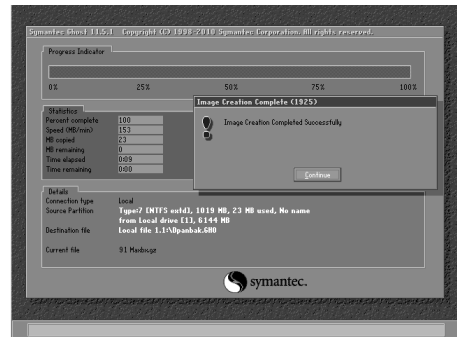 Symantec Ghost 11.5.1   Copyright (C) 1998-2010 Symantec Corporation. All rights reserved.
Progress Indicator
0%   25%   50%   75%   100%
Image Creation Complete (1925)
Image Creation Completed Successfully
Continue
Statistics
Percent complete   100
Speed (MB/min)   153
MB copied   23
MB remaining   0
Time elapsed   0:09
Time remaining   0:00
Details
Connection type   Local
Source Partition   Type:7 [NTFS extd], 1019 MB, 23 MB used, No name
from Local drive [1], 6144 MB
Destination file   Local file 1.1:\Dpanbak.GHO
Current file   91
symantec.